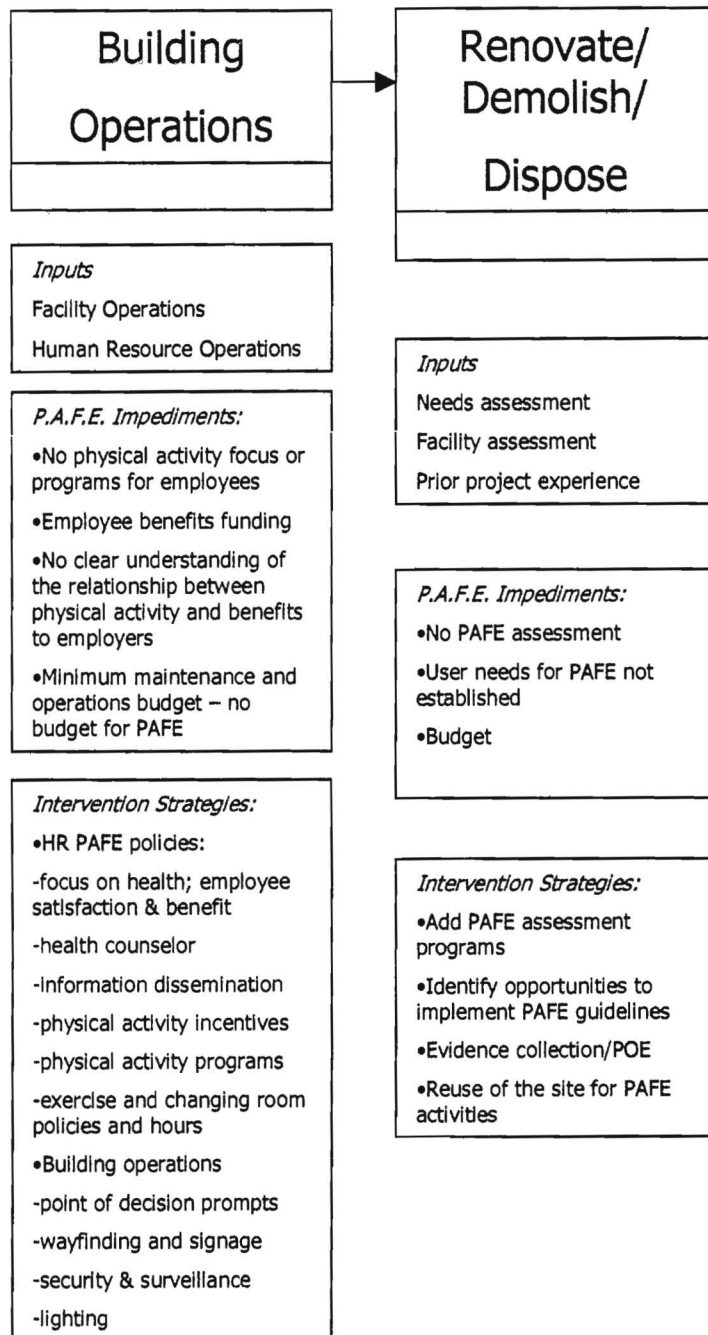 Building
Operations
Inputs
Facility Operations
Human Resource Operations
P.A.F.E. Impediments:
•No physical activity focus or
programs for employees
•Employee benefits funding
•No clear understanding of
the relationship between
physical activity and benefits
to employers
•Minimum maintenance and
operations budget – no
budget for PAFE
Intervention Strategies:
•HR PAFE policies:
-focus on health; employee
satisfaction & benefit
-health counselor
-information dissemination
-physical activity incentives
-physical activity programs
-exercise and changing room
policies and hours
•Building operations
-point of decision prompts
-wayfinding and signage
-security & surveillance
-lighting
Renovate/
Demolish/
Dispose
Inputs
Needs assessment
Facility assessment
Prior project experience
P.A.F.E. Impediments:
•No PAFE assessment
•User needs for PAFE not
established
•Budget
Intervention Strategies:
•Add PAFE assessment
programs
•Identify opportunities to
implement PAFE guidelines
•Evidence collection/POE
•Reuse of the site for PAFE
activities